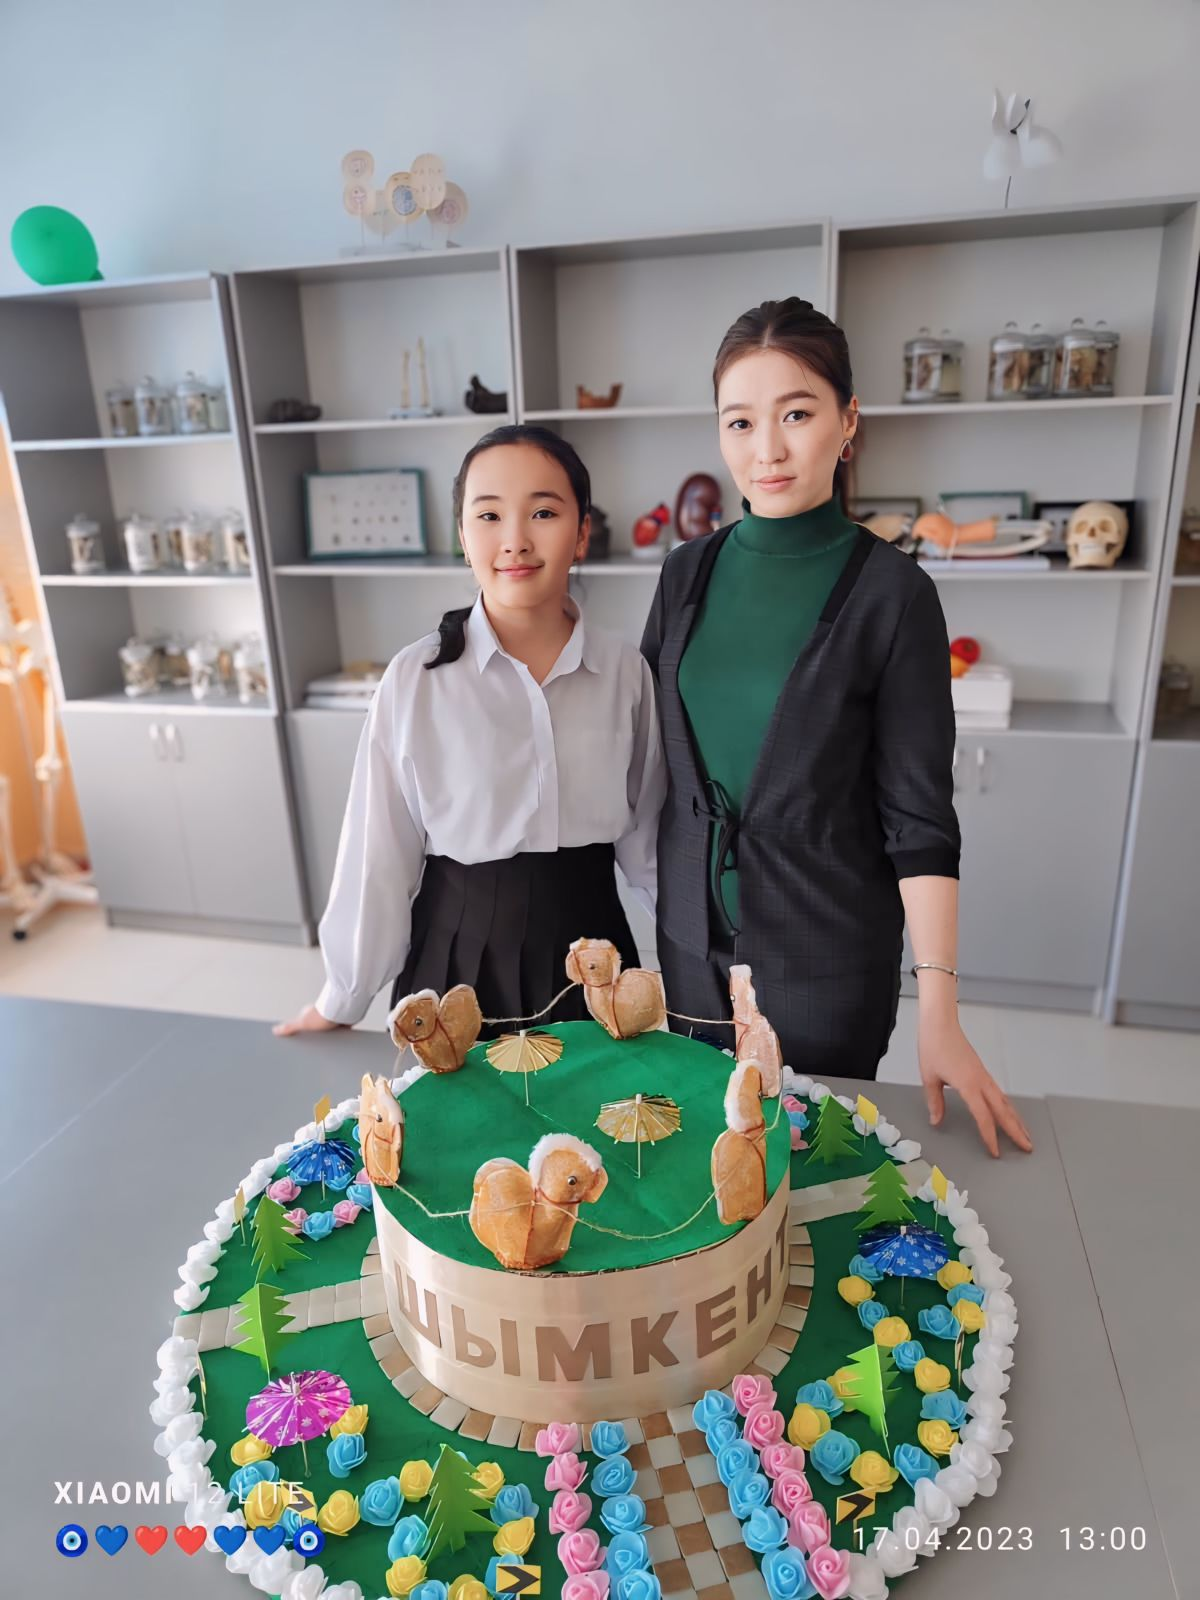 ШЫМКЕНТ
XIAOMI 12 LITE
🧿💙❤️❤️💙💙🧿
17.04.2023 13:00